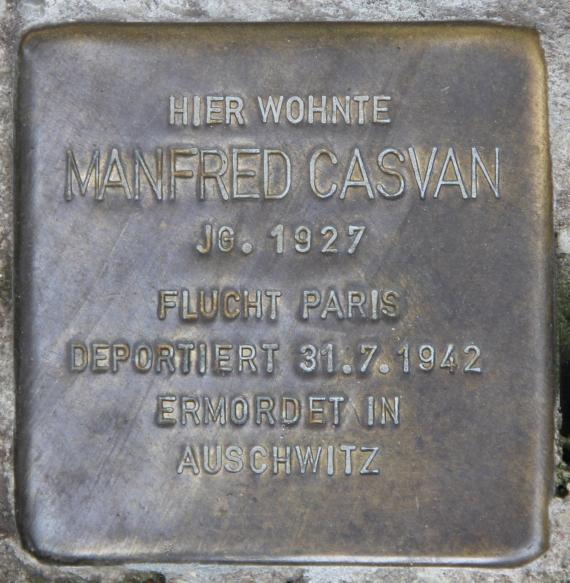 HIER WOHNTE
MANFRED CASVAN
JG. 1927
FLUCHT PARIS
DEPORTIERT 31.7.1942
ERMORDET IN
AUSCHWITZ